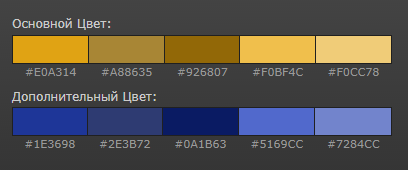 Основной Цвет:
#E0A314 #A88635 #926807 #F0BF4C #F0CC78
Дополнительный Цвет:
#1E3698 #2E3B72 #0A1B63 #5169CC #7284CC